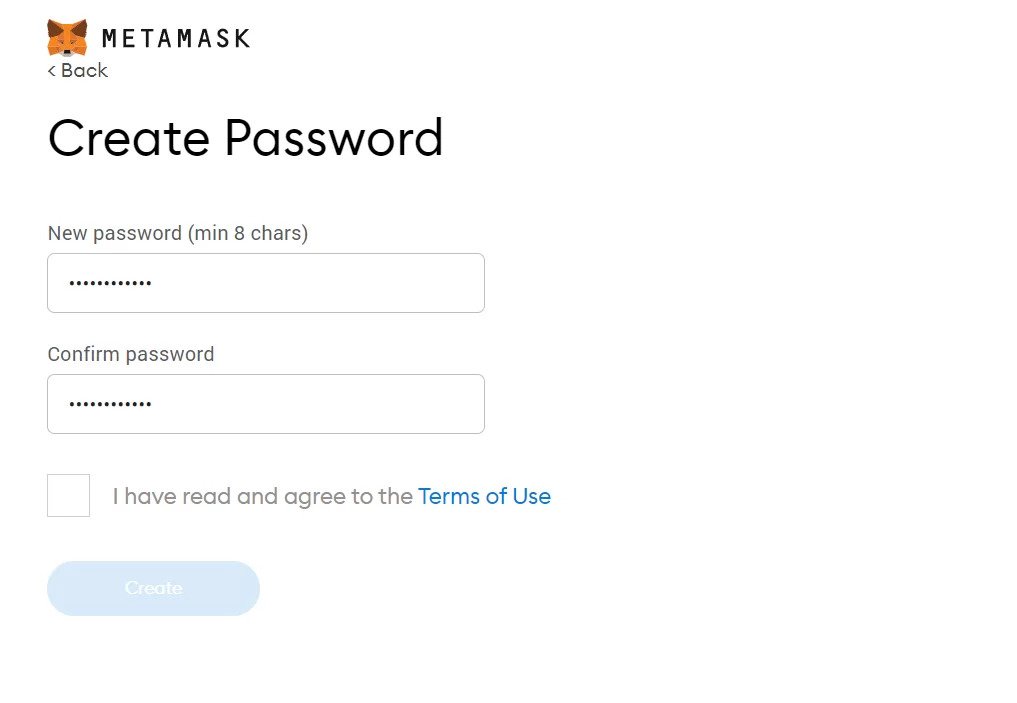 METAMASK
< Back
Create Password
New password (min 8 chars)
••••••••••••
Confirm password
••••••••••••
I have read and agree to the Terms of Use
Create